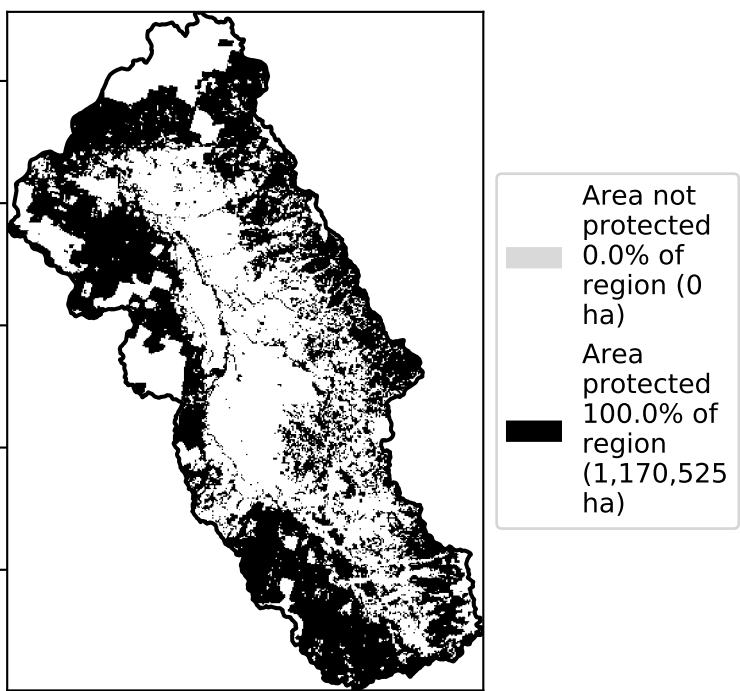 Area not
protected
0.0% of
region (0
ha)
Area
protected
100.0% of
region
(1,170,525
ha)